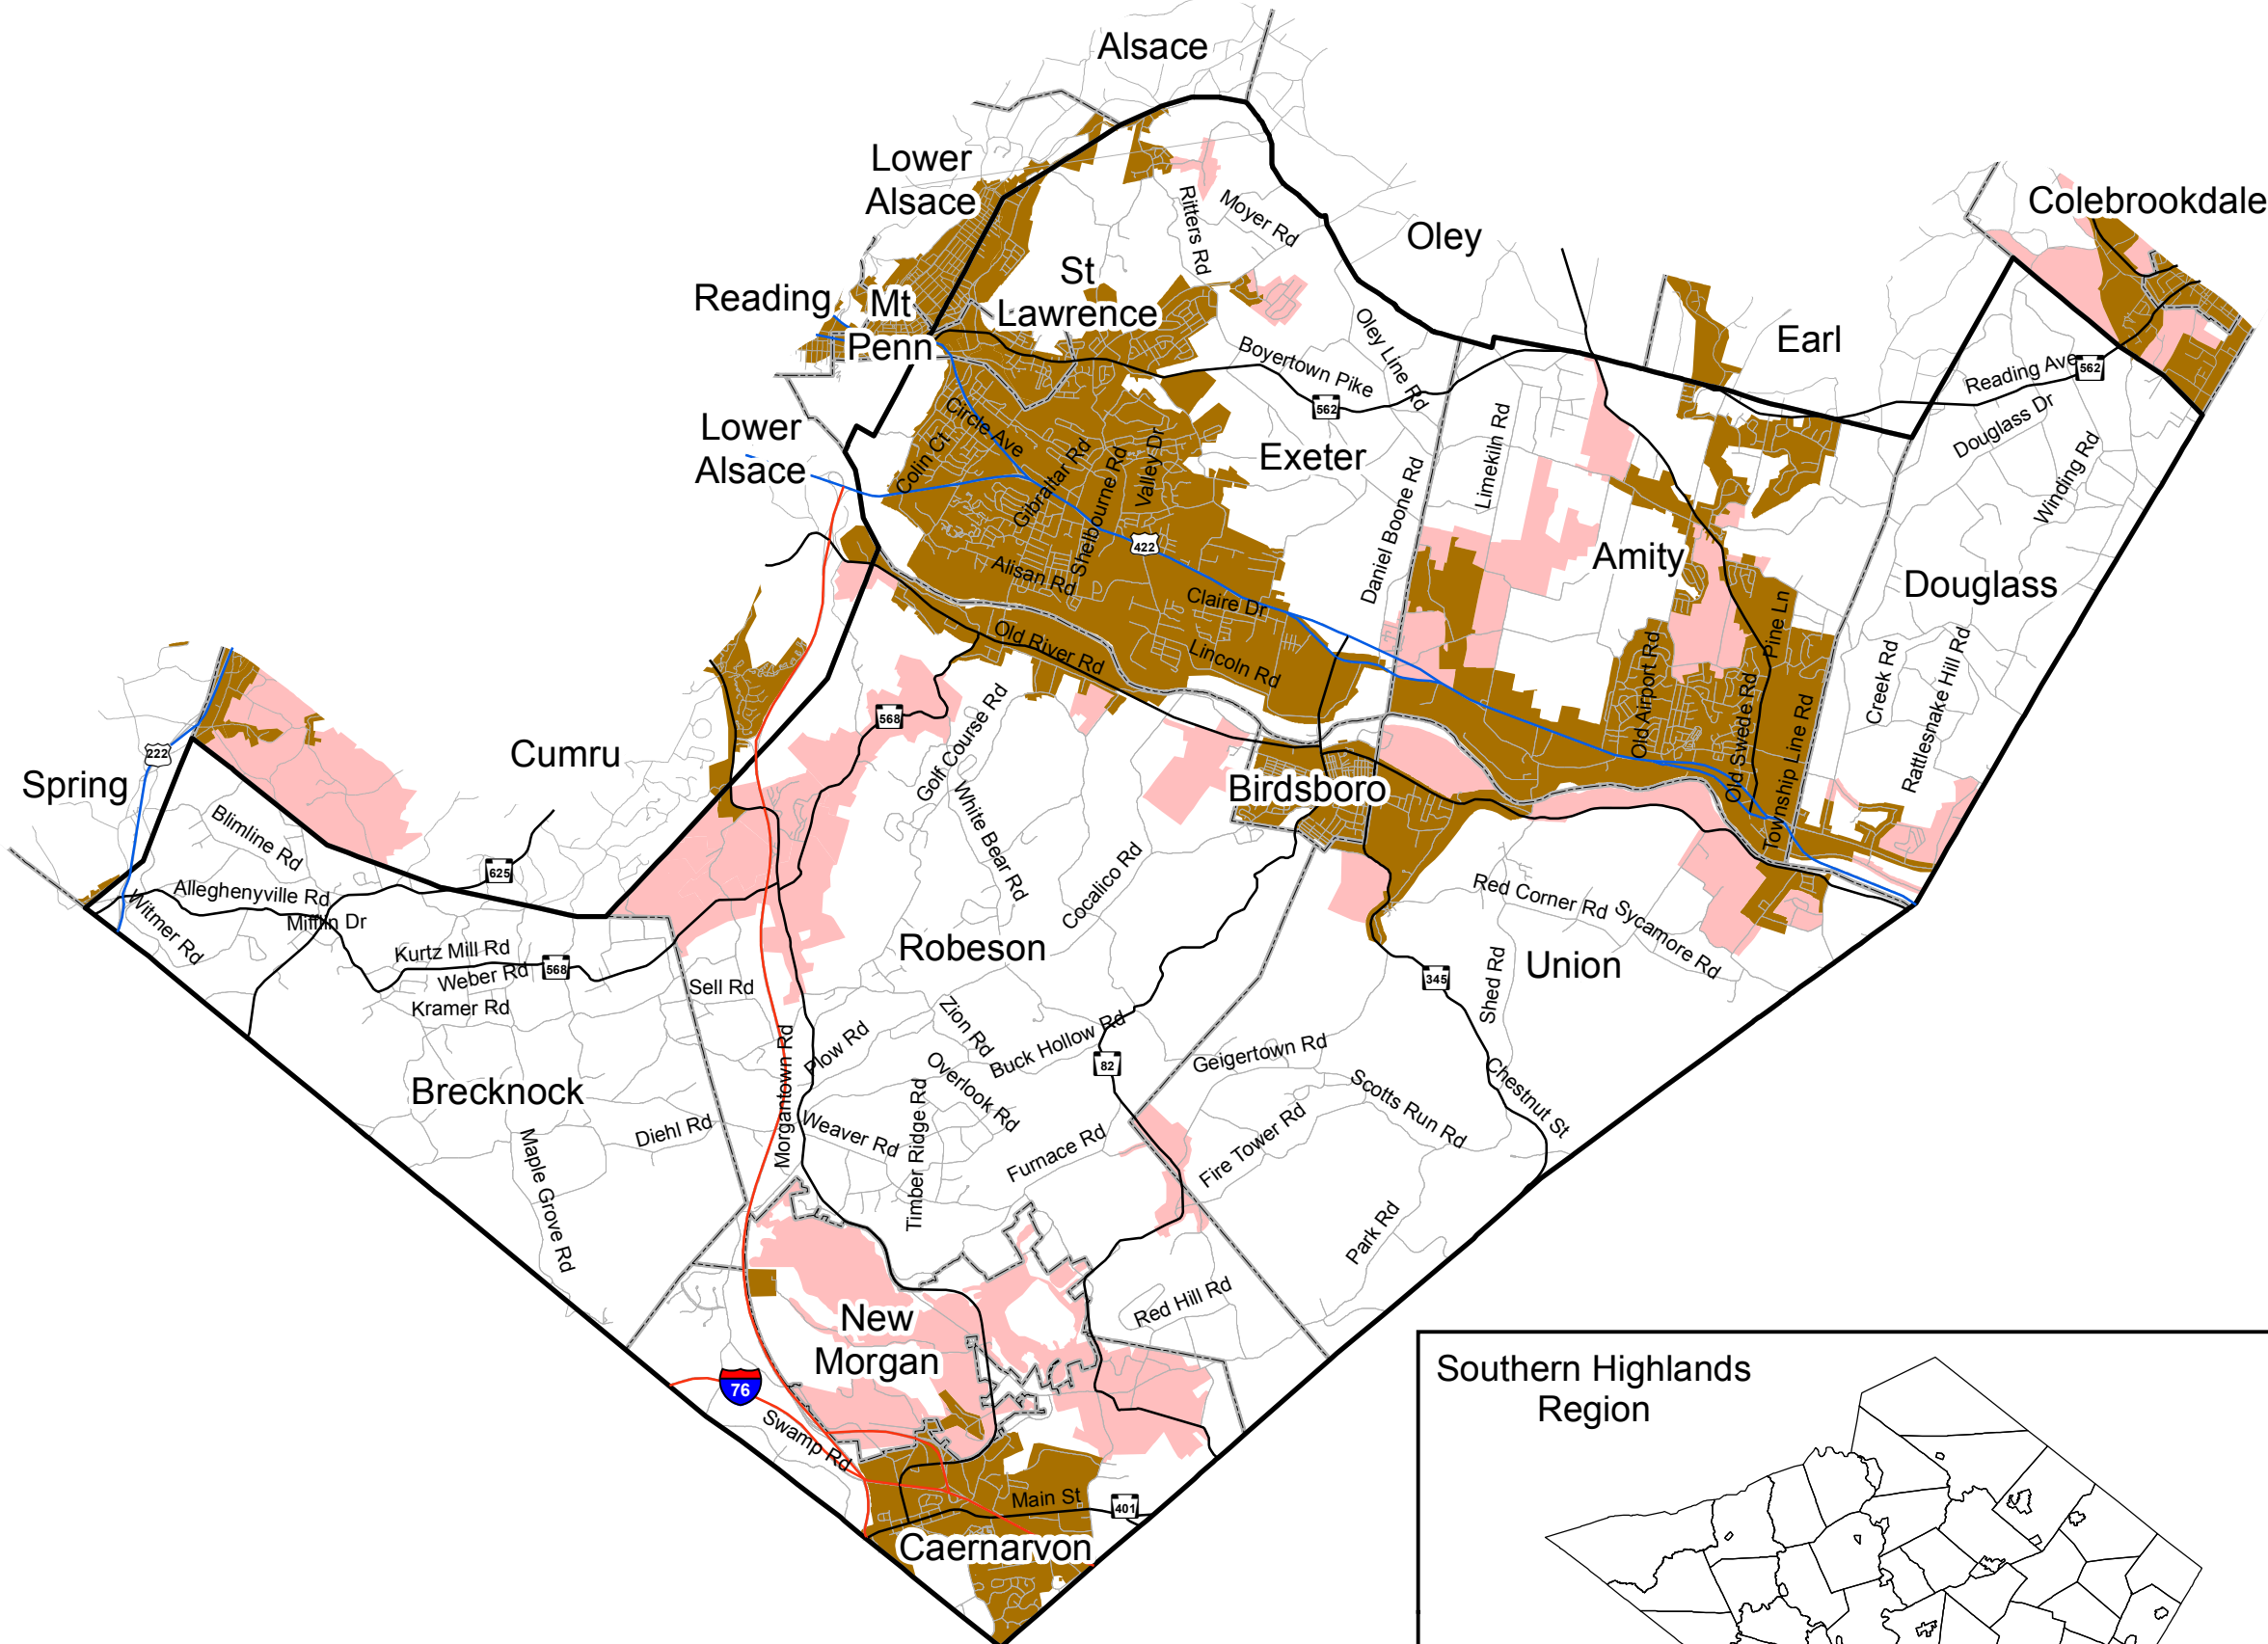 Alsace
Lower
Alsace
Ritters Rd
Moyer Rd
Oley
Colebrookdale
St
Lawrence
Reading
Mt
Penn
Earl
Oley Line Rd
Boyertown Pike
562
Reading Ave
562
Douglass Dr
Winding Rd
Lower
Alsace
Circle Ave
Colin Ct
Gibraltar Rd
Shelbourne Rd
Valley Dr
Exeter
Limekiln Rd
Daniel Boone Rd
422
Amity
Douglass
Alisan Rd
Claire Dr
Pine Ln
Old River Rd
Lincoln Rd
Old Airport Rd
Old Swede Rd
Township Line Rd
Creek Rd
Rattlesnake Hill Rd
568
Golf Course Rd
222
Cumru
Spring
Birdsboro
White Bear Rd
Blimline Rd
625
Cocalico Rd
Alleghenyville Rd
Mifflin Dr
Witmer Rd
Red Corner Rd
Sycamore Rd
Kurtz Mill Rd
Weber Rd
568
Kramer Rd
Robeson
Union
Sell Rd
345
Shed Rd
Morgantown Rd
Plow Rd
Zion Rd
Buck Hollow Rd
Overlook Rd
82
Geigertown Rd
Scotts Run Rd
Chestnut St
Brecknock
Diehl Rd
Maple Grove Rd
Weaver Rd
Timber Ridge Rd
Furnace Rd
Fire Tower Rd
Park Rd
Red Hill Rd
New
Morgan
76
Swamp Rd
Main St
401
Caernarvon
Southern Highlands
Region